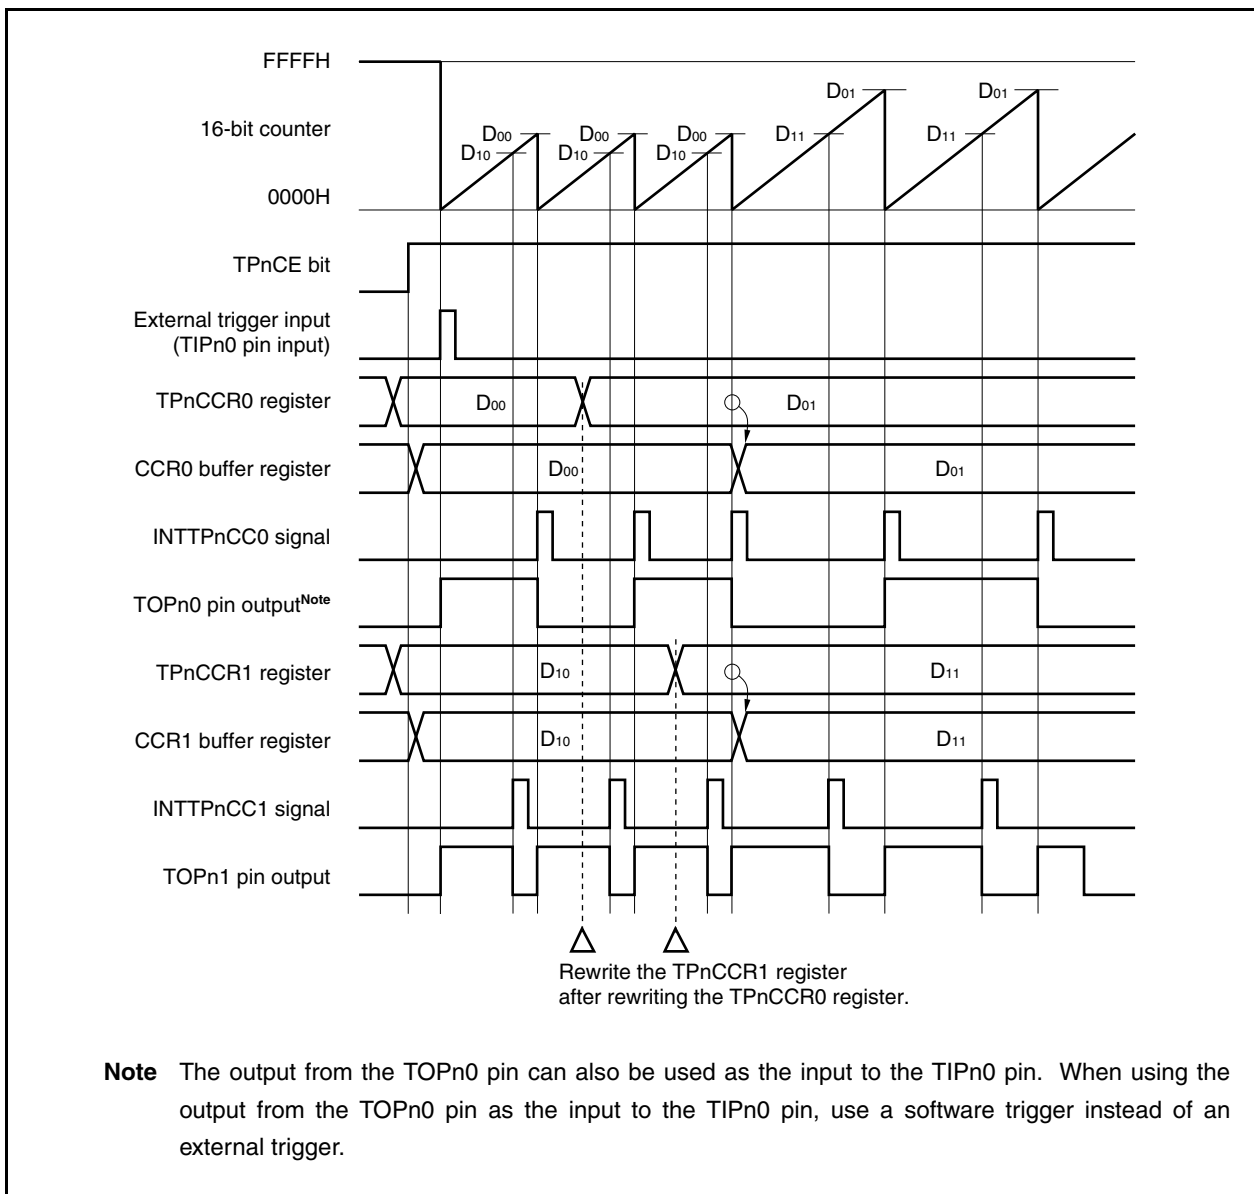 FFFFH
D01 D01
16-bit counter
D00 D00 D00 D11 D11
D10 D10 D10
0000H
TPnCE bit
External trigger input
(TIPn0 pin input)
TPnCCR0 register D00 D01
CCR0 buffer register D00 D01
INTTPnCC0 signal
TOPn0 pin outputNote
TPnCCR1 register D10 D11
CCR1 buffer register D10 D11
INTTPnCC1 signal
TOPn1 pin output
Rewrite the TPnCCR1 register
after rewriting the TPnCCR0 register.
Note The output from the TOPn0 pin can also be used as the input to the TIPn0 pin. When using the
output from the TOPn0 pin as the input to the TIPn0 pin, use a software trigger instead of an
external trigger.